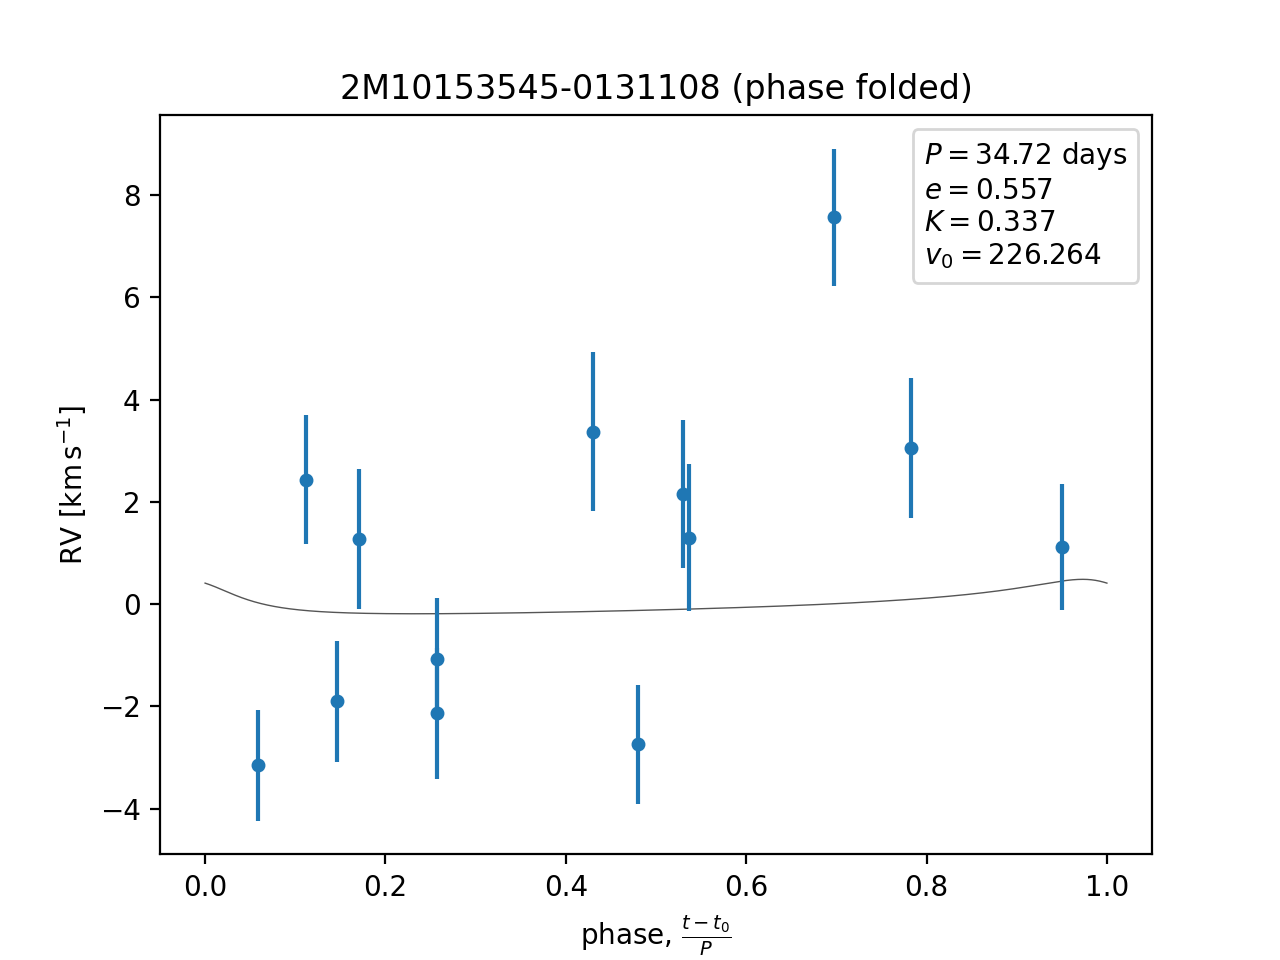 2M10153545-0131108 (phase folded)
P = 34.72 days
e = 0.557
K = 0.337
v₀ = 226.264
8
6
4
2
0
−2
−4
RV [km s⁻¹]
0.0 0.2 0.4 0.6 0.8 1.0
phase, (t − t₀)/P